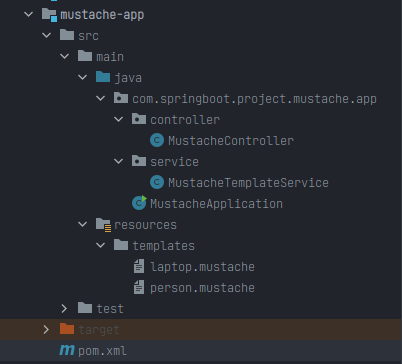 mustache-app
src
main
java
com.springboot.project.mustache.app
controller
MustacheController
service
MustacheTemplateService
MustacheApplication
resources
templates
laptop.mustache
person.mustache
test
target
pom.xml